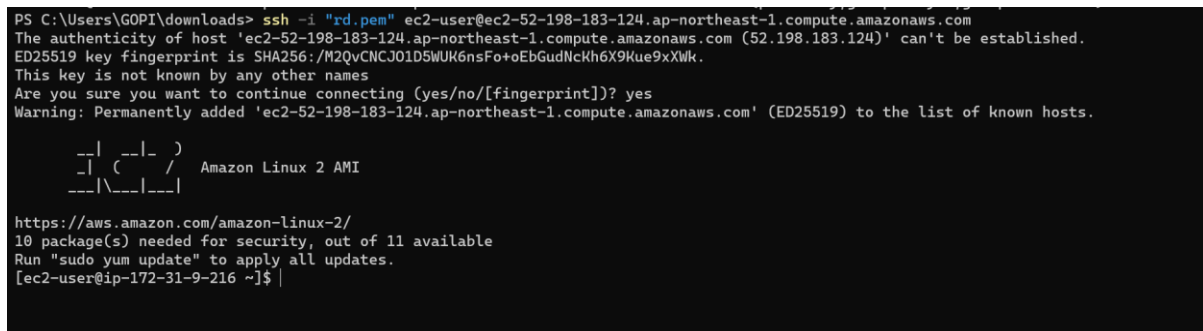 PS C:\Users\GOPI\downloads> ssh -i "rd.pem" ec2-user@ec2-52-198-183-124.ap-northeast-1.compute.amazonaws.com
The authenticity of host 'ec2-52-198-183-124.ap-northeast-1.compute.amazonaws.com (52.198.183.124)' can't be established.
ED25519 key fingerprint is SHA256:/M2QvCNCJO1D5WUK6nsFo+oEbGudNcKh6X9Kue9xXWk.
This key is not known by any other names
Are you sure you want to continue connecting (yes/no/[fingerprint])? yes
Warning: Permanently added 'ec2-52-198-183-124.ap-northeast-1.compute.amazonaws.com' (ED25519) to the list of known hosts.

       __|  __|_  )
       _|  (     /   Amazon Linux 2 AMI
      ___|\___|___|

https://aws.amazon.com/amazon-linux-2/
10 package(s) needed for security, out of 11 available
Run "sudo yum update" to apply all updates.
[ec2-user@ip-172-31-9-216 ~]$